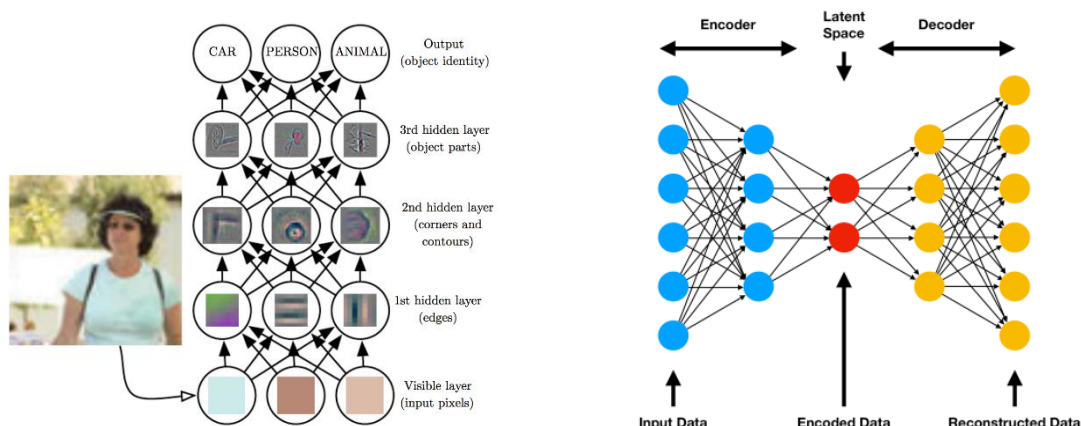 CAR PERSON ANIMAL
Output
(object identity)
3rd hidden layer
(object parts)
2nd hidden layer
(corners and
contours)
1st hidden layer
(edges)
Visible layer
(input pixels)
Encoder
Latent
Space
Decoder
Input Data
Encoded Data
Reconstructed Data